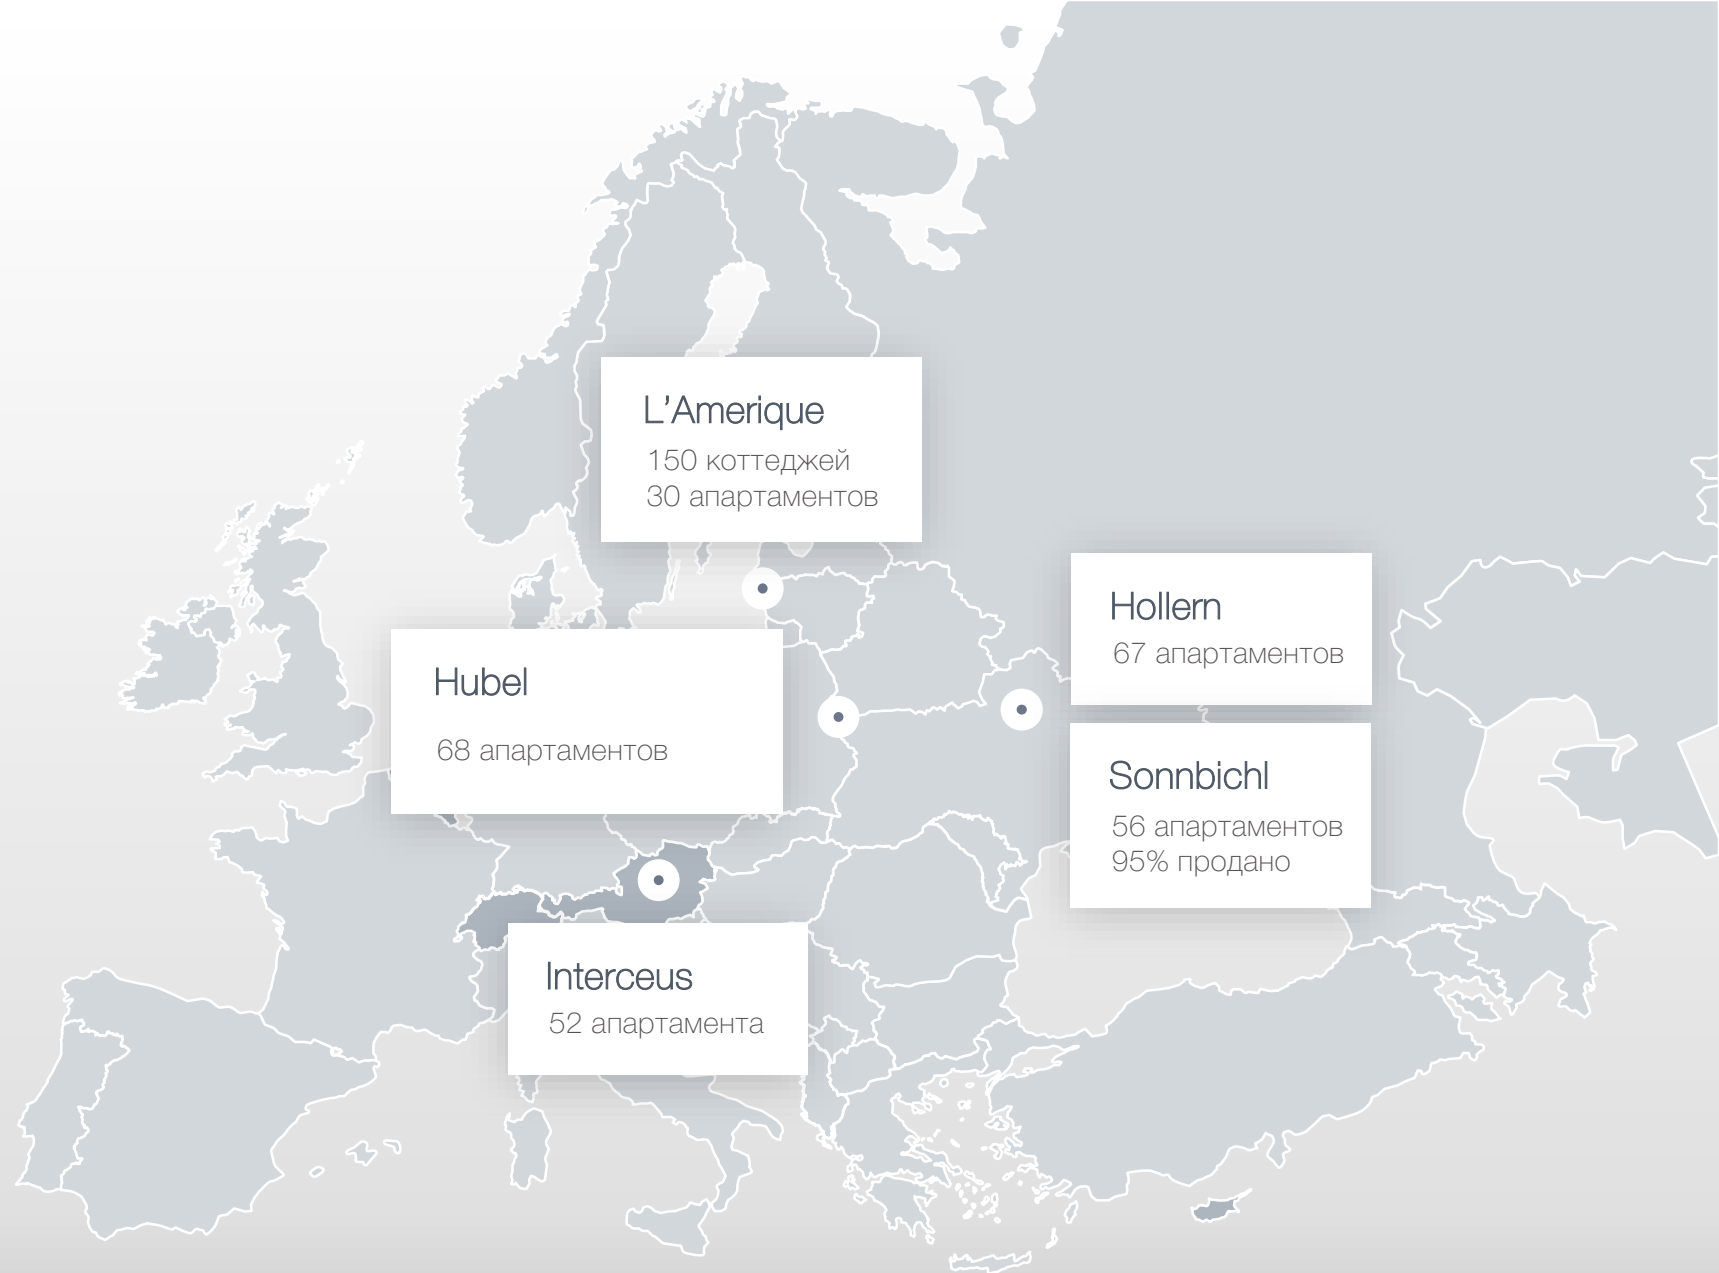 L’Amerique
150 коттеджей
30 апартаментов
Hollern
67 апартаментов
Hubel
68 апартаментов
Sonnbichl
56 апартаментов
95% продано
Interceus
52 апартамента